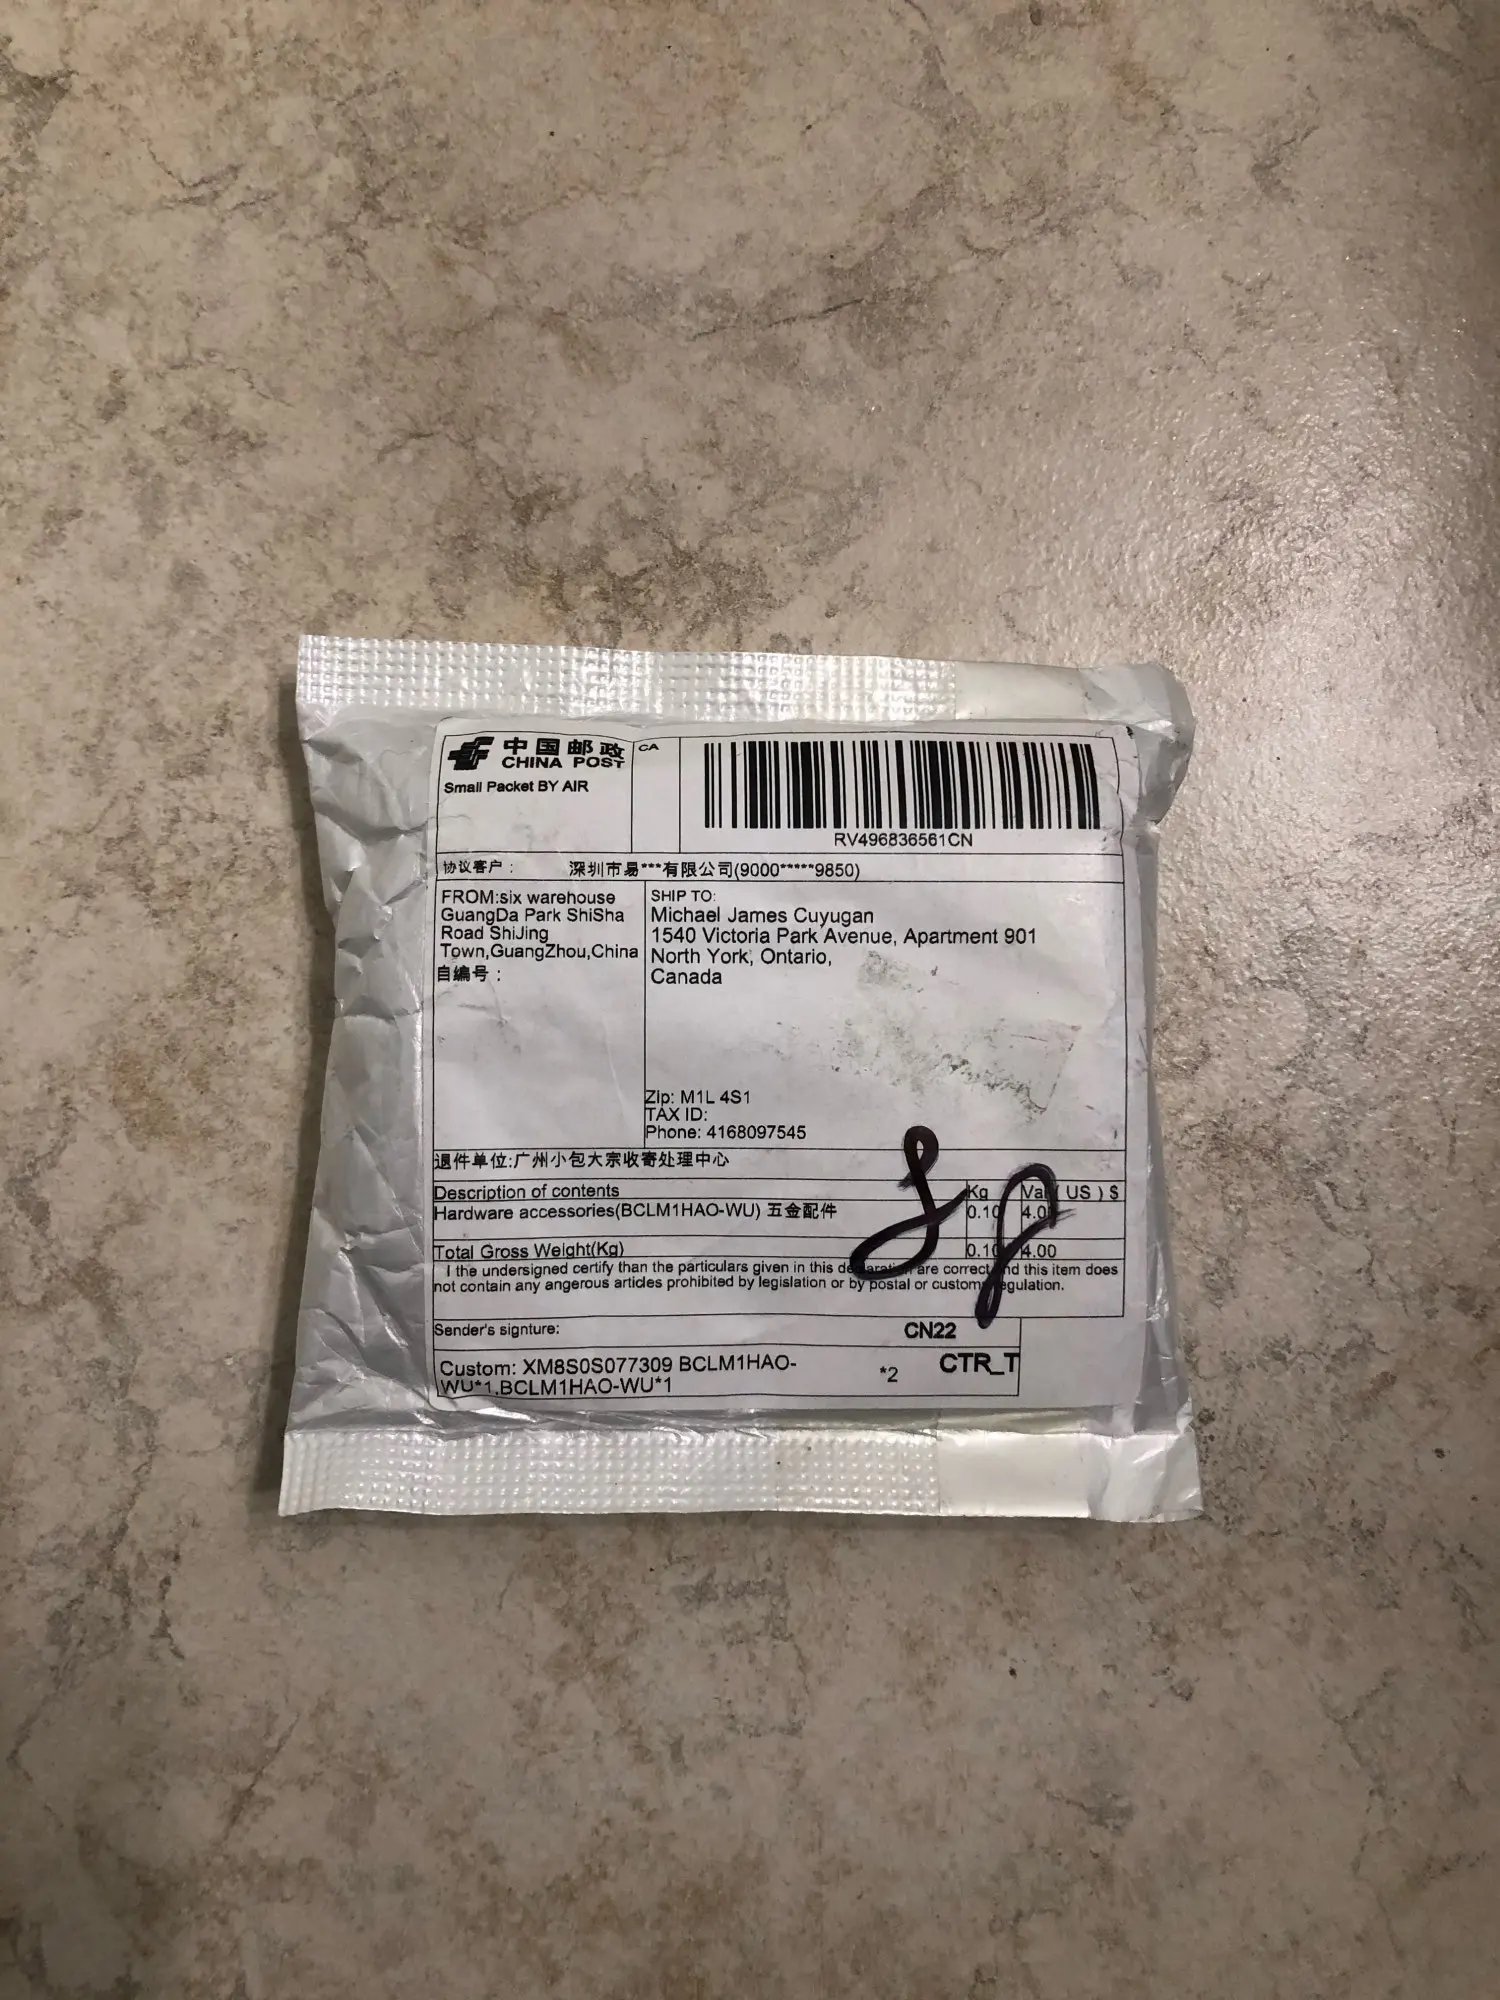 中国邮政
CHINA POST
Small Packet BY AIR
CA
RV496836561CN
协议客户： 深圳市易***有限公司(9000*****9850)
FROM:six warehouse
GuangDa Park ShiSha
Road ShiJing
Town,GuangZhou,China
自编号：
SHIP TO:
Michael James Cuyugan
1540 Victoria Park Avenue, Apartment 901
North York, Ontario,
Canada
Zip: M1L 4S1
TAX ID:
Phone: 4168097545
退件单位:广州小包大宗收寄处理中心
Description of contents Kg Val ( US ) $
Hardware accessories(BCLM1HAO-WU) 五金配件 0.10 4.00
Total Gross Weight(Kg) 0.10 4.00
I the undersigned certify than the particulars given in this declaration are correct and this item does
not contain any angerous articles prohibited by legislation or by postal or custom regulation.
Sender's signture: CN22
Custom: XM8S0S077309 BCLM1HAO-
WU*1,BCLM1HAO-WU*1
*2
CTR_T